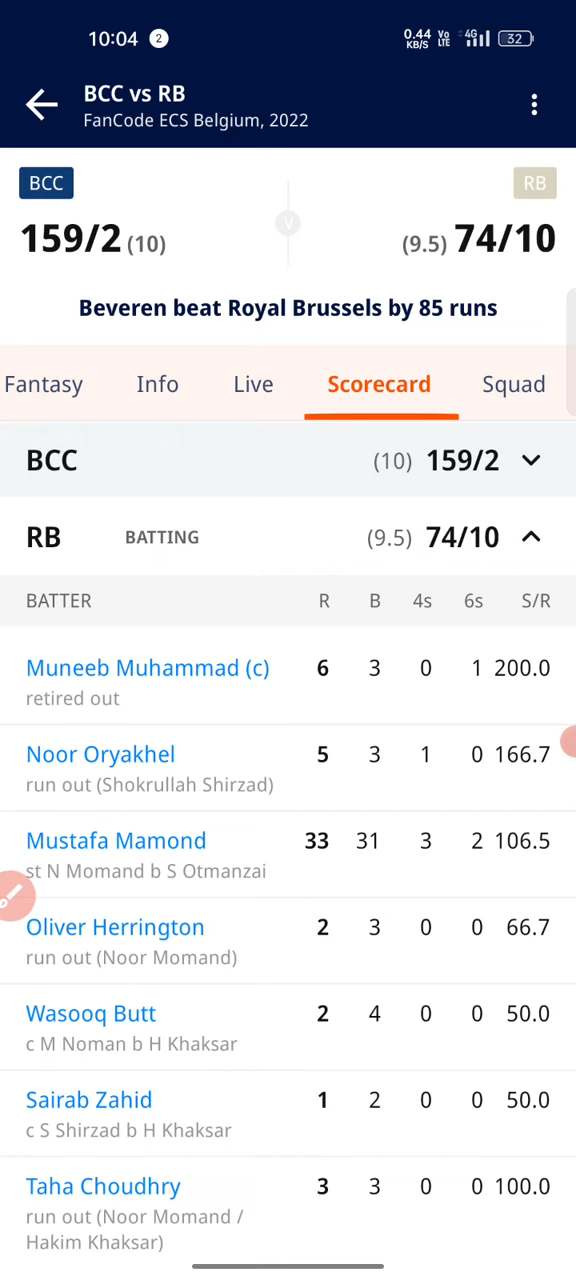 10:04 2 0.44 KB/S Vo LTE 4G 32
BCC vs RB
FanCode ECS Belgium, 2022
BCC RB
159/2 (10) V (9.5) 74/10
Beveren beat Royal Brussels by 85 runs
Fantasy Info Live Scorecard Squad
BCC (10) 159/2
RB BATTING (9.5) 74/10
BATTER R B 4s 6s S/R
Muneeb Muhammad (c) 6 3 0 1 200.0
retired out
Noor Oryakhel 5 3 1 0 166.7
run out (Shokrullah Shirzad)
Mustafa Mamond 33 31 3 2 106.5
st N Momand b S Otmanzai
Oliver Herrington 2 3 0 0 66.7
run out (Noor Momand)
Wasooq Butt 2 4 0 0 50.0
c M Noman b H Khaksar
Sairab Zahid 1 2 0 0 50.0
c S Shirzad b H Khaksar
Taha Choudhry 3 3 0 0 100.0
run out (Noor Momand /
Hakim Khaksar)